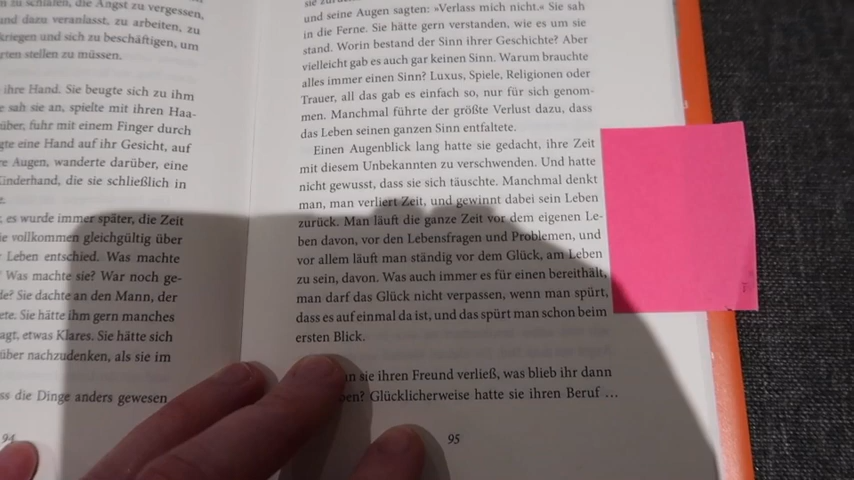 n zu schlafen, die Angst zu vergessen,
und dazu veranlasst, zu arbeiten, zu
kriegen und sich zu beschäftigen, um
rten stellen zu müssen.
ihre Hand. Sie beugte sich zu ihm
e sah sie an, spielte mit ihren Haa-
über, fuhr mit einem Finger durch
gte eine Hand auf ihr Gesicht, auf
re Augen, wanderte darüber, eine
Kinderhand, die sie schließlich in
e.
, es wurde immer später, die Zeit
ie vollkommen gleichgültig über
Leben entschied. Was machte
Was machte sie? War noch ge-
de? Sie dachte an den Mann, der
ete. Sie hätte ihm gern manches
agt, etwas Klares. Sie hätte sich
über nachzudenken, als sie im
ss die Dinge anders gewesen
94
und seine Augen sagten: »Verlass mich nicht.« Sie sah
in die Ferne. Sie hätte gern verstanden, wie es um sie
stand. Worin bestand der Sinn ihrer Geschichte? Aber
vielleicht gab es auch gar keinen Sinn. Warum brauchte
alles immer einen Sinn? Luxus, Spiele, Religionen oder
Trauer, all das gab es einfach so, nur für sich genom-
men. Manchmal führte der größte Verlust dazu, dass
das Leben seinen ganzen Sinn entfaltete.
Einen Augenblick lang hatte sie gedacht, ihre Zeit
mit diesem Unbekannten zu verschwenden. Und hatte
nicht gewusst, dass sie sich täuschte. Manchmal denkt
man, man verliert Zeit, und gewinnt dabei sein Leben
zurück. Man läuft die ganze Zeit vor dem eigenen Le-
ben davon, vor den Lebensfragen und Problemen, und
vor allem läuft man ständig vor dem Glück, am Leben
zu sein, davon. Was auch immer es für einen bereithält,
man darf das Glück nicht verpassen, wenn man spürt,
dass es auf einmal da ist, und das spürt man schon beim
ersten Blick.
n sie ihren Freund verließ, was blieb ihr dann
en? Glücklicherweise hatte sie ihren Beruf …
95